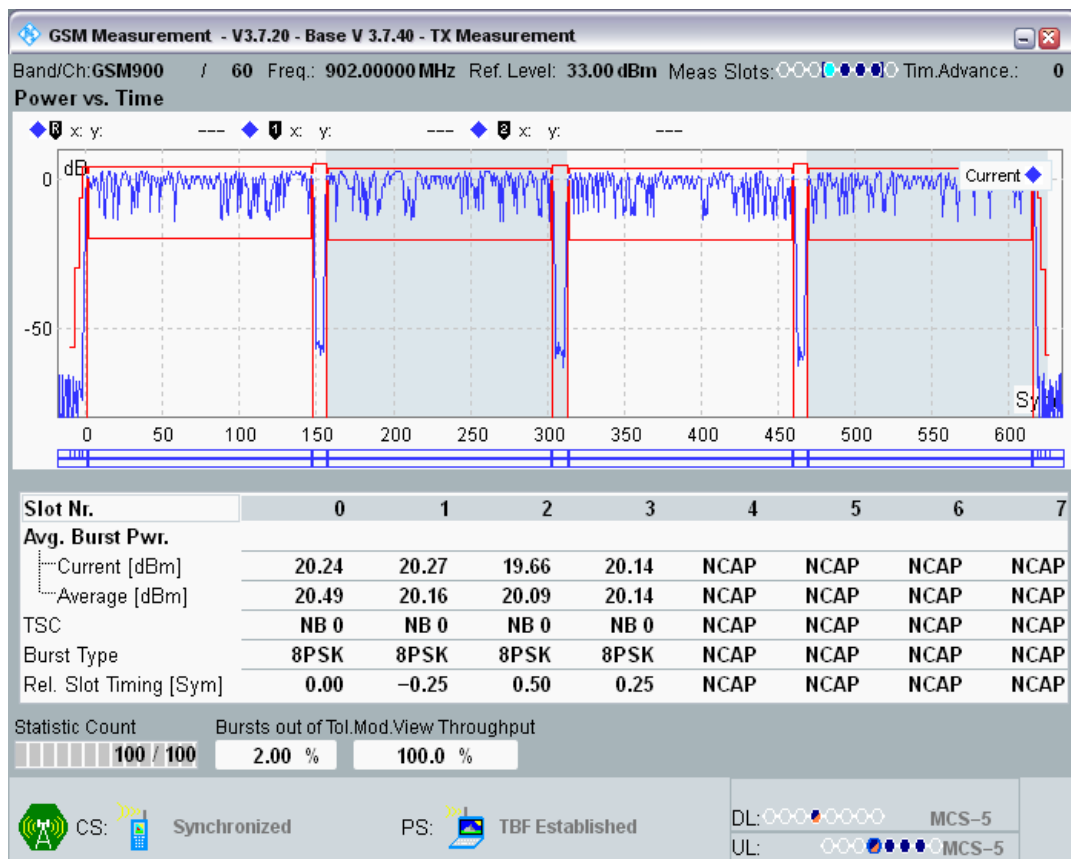 GSM Measurement - V3.7.20 - Base V 3.7.40 - TX Measurement
Band/Ch:GSM900 / 60 Freq.: 902.00000 MHz Ref. Level: 33.00 dBm Meas Slots: Tim.Advance.: 0
Power vs. Time
R x: y: --- 1 x: y: --- 2 x: y: ---
dB
0
Current
-50
0 50 100 150 200 250 300 350 400 450 500 550 600
Slot Nr. 0 1 2 3 4 5 6 7
Avg. Burst Pwr.
Current [dBm] 20.24 20.27 19.66 20.14 NCAP NCAP NCAP NCAP
Average [dBm] 20.49 20.16 20.09 20.14 NCAP NCAP NCAP NCAP
TSC NB 0 NB 0 NB 0 NB 0 NCAP NCAP NCAP NCAP
Burst Type 8PSK 8PSK 8PSK 8PSK NCAP NCAP NCAP NCAP
Rel. Slot Timing [Sym] 0.00 −0.25 0.50 0.25 NCAP NCAP NCAP NCAP
Statistic Count Bursts out of Tol. Mod.View Throughput
100 / 100 2.00 % 100.0 %
CS: Synchronized PS: TBF Established DL: MCS−5
UL: MCS−5